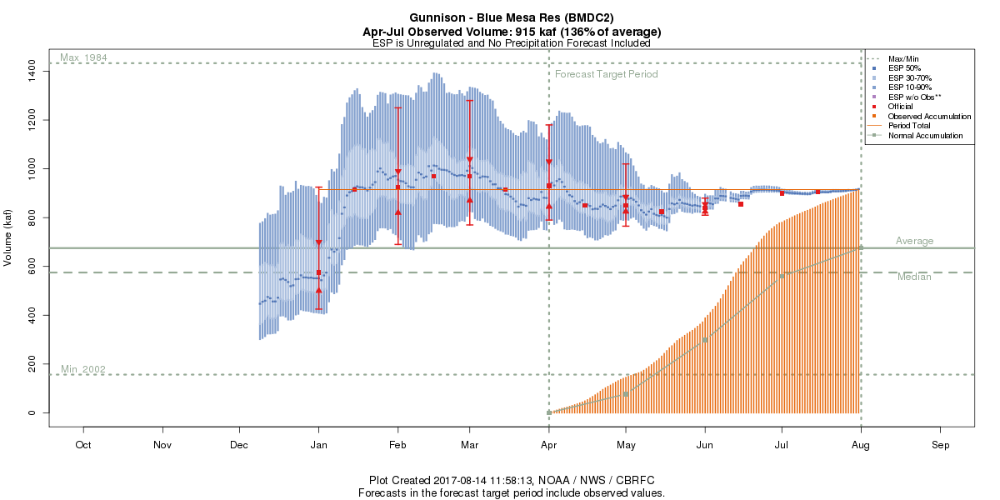 Gunnison - Blue Mesa Res (BMDC2)
Apr-Jul Observed Volume: 915 kaf (136% of average)
ESP is Unregulated and No Precipitation Forecast Included
Max 1984
Forecast Target Period
Max/Min
ESP 50%
ESP 30-70%
ESP 10-90%
ESP w/o Obs**
Official
Observed Accumulation
Period Total
Normal Accumulation
Average
Median
Min 2002
Volume (kaf)
1400
1200
1000
800
600
400
200
0
Oct Nov Dec Jan Feb Mar Apr May Jun Jul Aug Sep
Plot Created 2017-08-14 11:58:13, NOAA / NWS / CBRFC
Forecasts in the forecast target period include observed values.